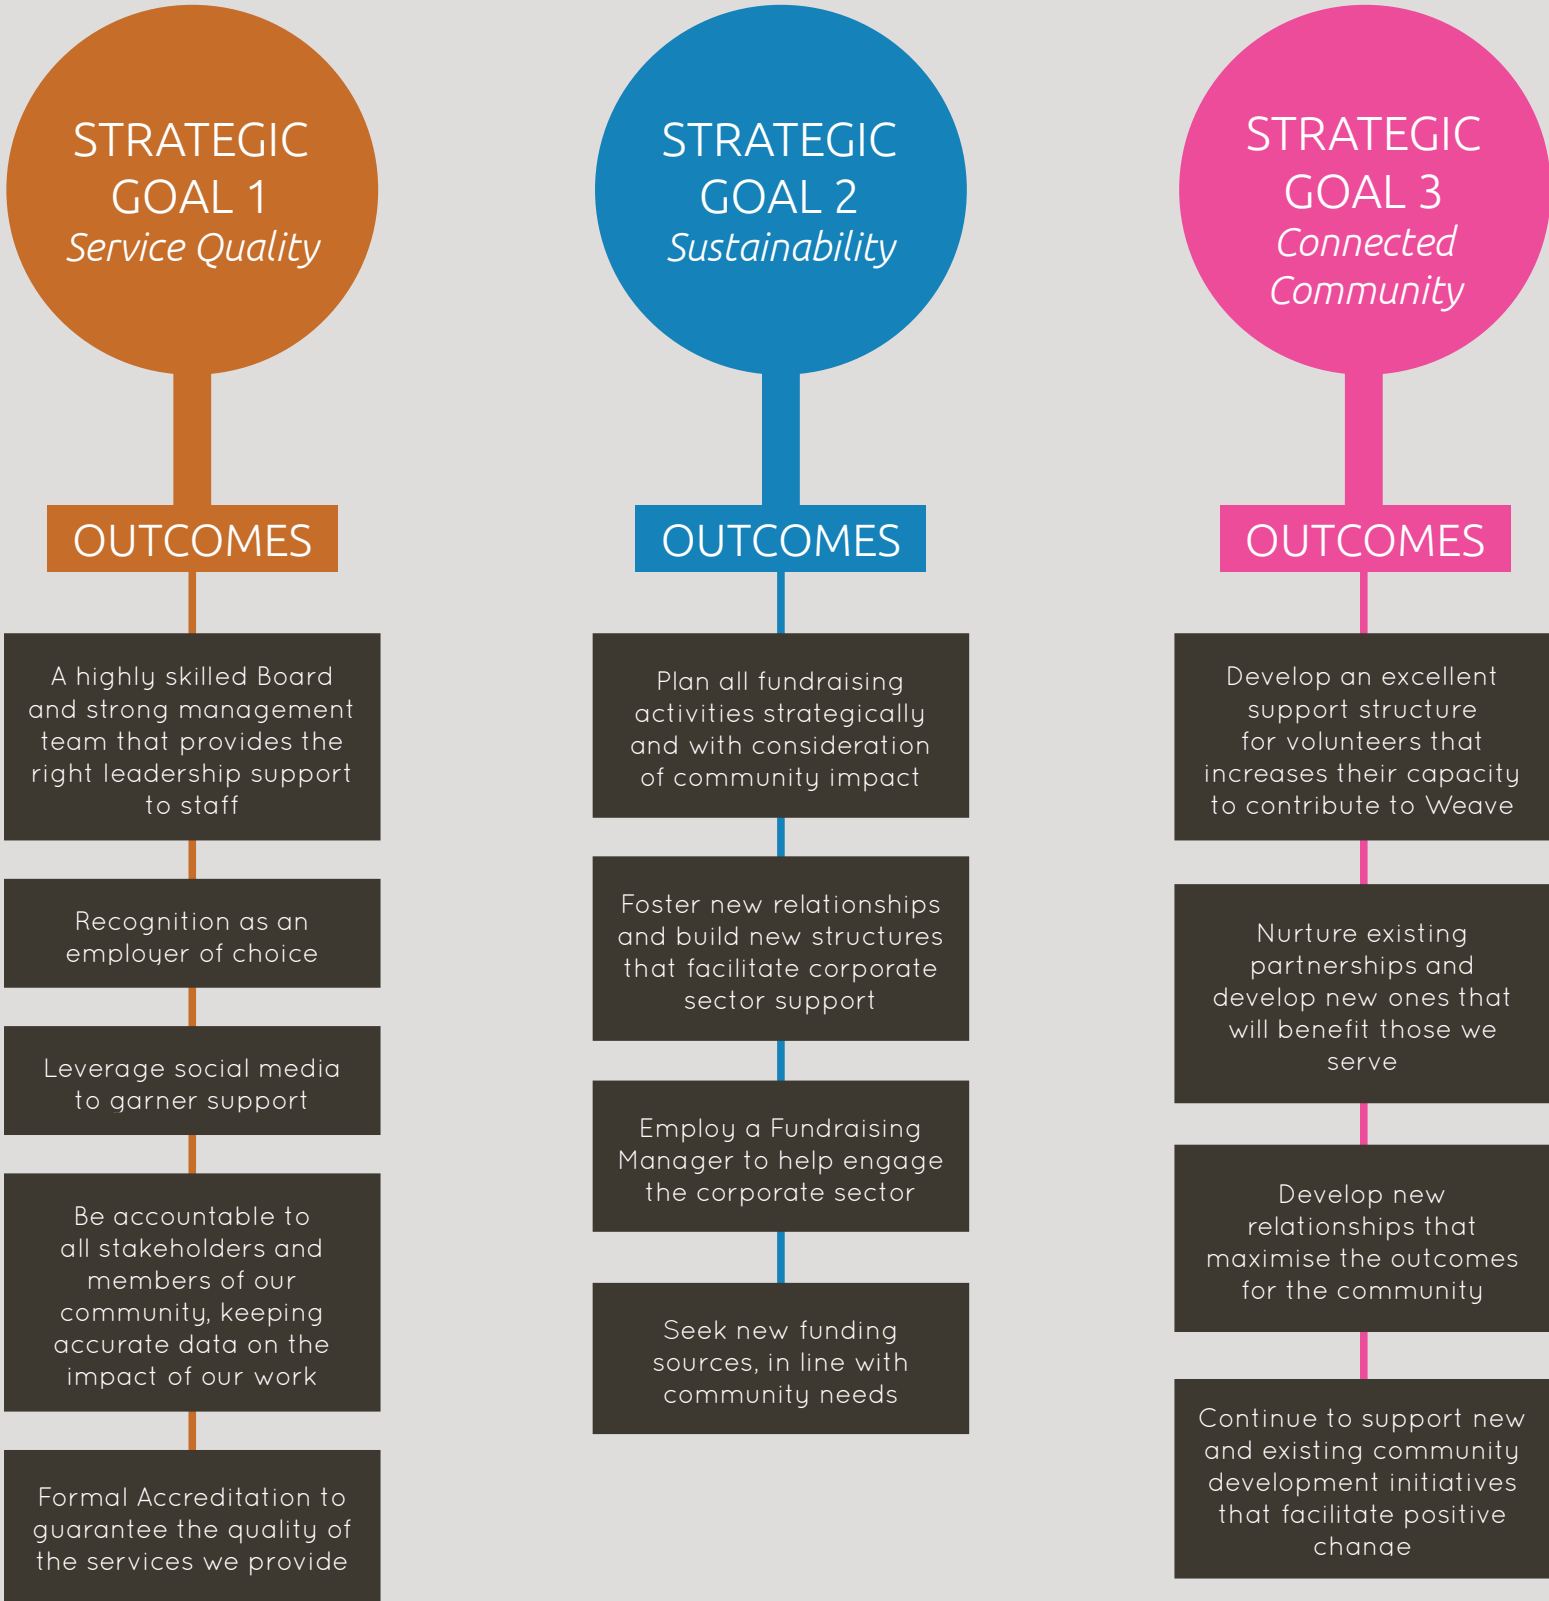 STRATEGIC
GOAL 1
Service Quality
OUTCOMES
A highly skilled Board
and strong management
team that provides the
right leadership support
to staff
Recognition as an
employer of choice
Leverage social media
to garner support
Be accountable to
all stakeholders and
members of our
community, keeping
accurate data on the
impact of our work
Formal Accreditation to
guarantee the quality of
the services we provide
STRATEGIC
GOAL 2
Sustainability
OUTCOMES
Plan all fundraising
activities strategically
and with consideration
of community impact
Foster new relationships
and build new structures
that facilitate corporate
sector support
Employ a Fundraising
Manager to help engage
the corporate sector
Seek new funding
sources, in line with
community needs
STRATEGIC
GOAL 3
Connected
Community
OUTCOMES
Develop an excellent
support structure
for volunteers that
increases their capacity
to contribute to Weave
Nurture existing
partnerships and
develop new ones that
will benefit those we
serve
Develop new
relationships that
maximise the outcomes
for the community
Continue to support new
and existing community
development initiatives
that facilitate positive
change